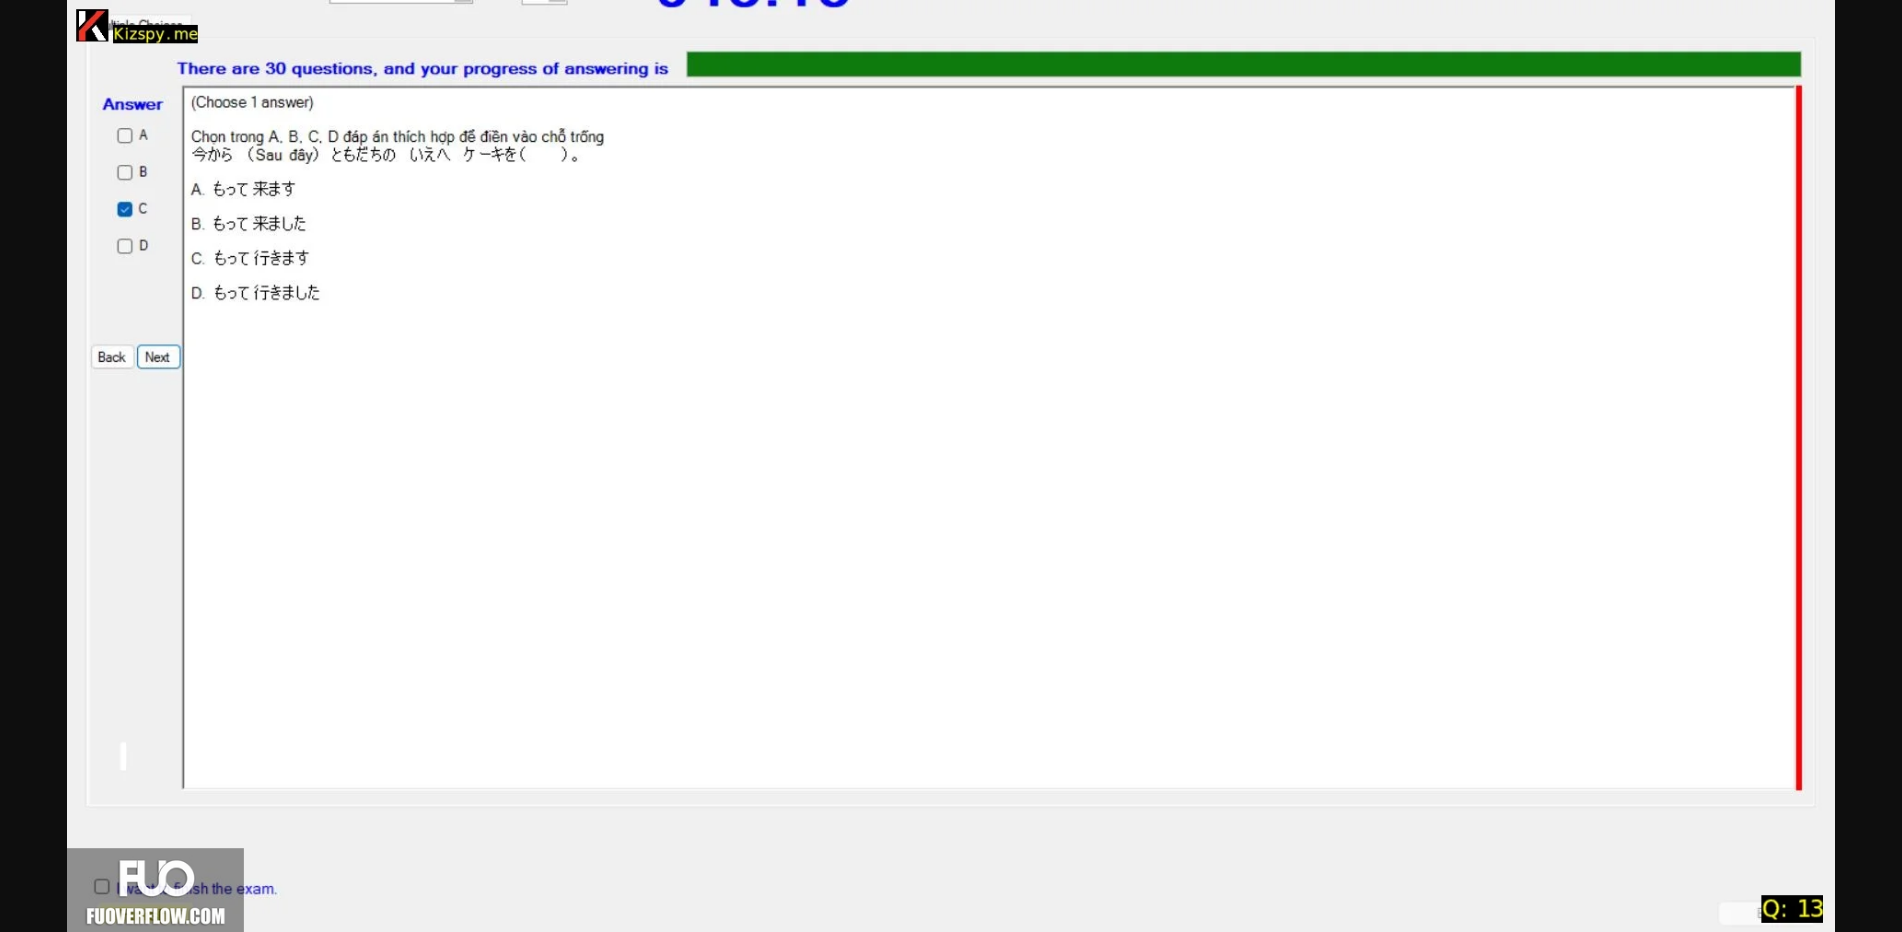 Kizspy.me
There are 30 questions, and your progress of answering is
Answer
(Choose 1 answer)
A
Chọn trong A, B, C, D đáp án thích hợp để điền vào chỗ trống
今から （Sau đây） ともだちの いえへ ケーキを(　　)。
B
A. もって 来ます
C
B. もって 来ました
D
C. もって 行きます
D. もって 行きました
Back Next
FUO
finish the exam.
FUOVERFLOW.COM
Q: 13